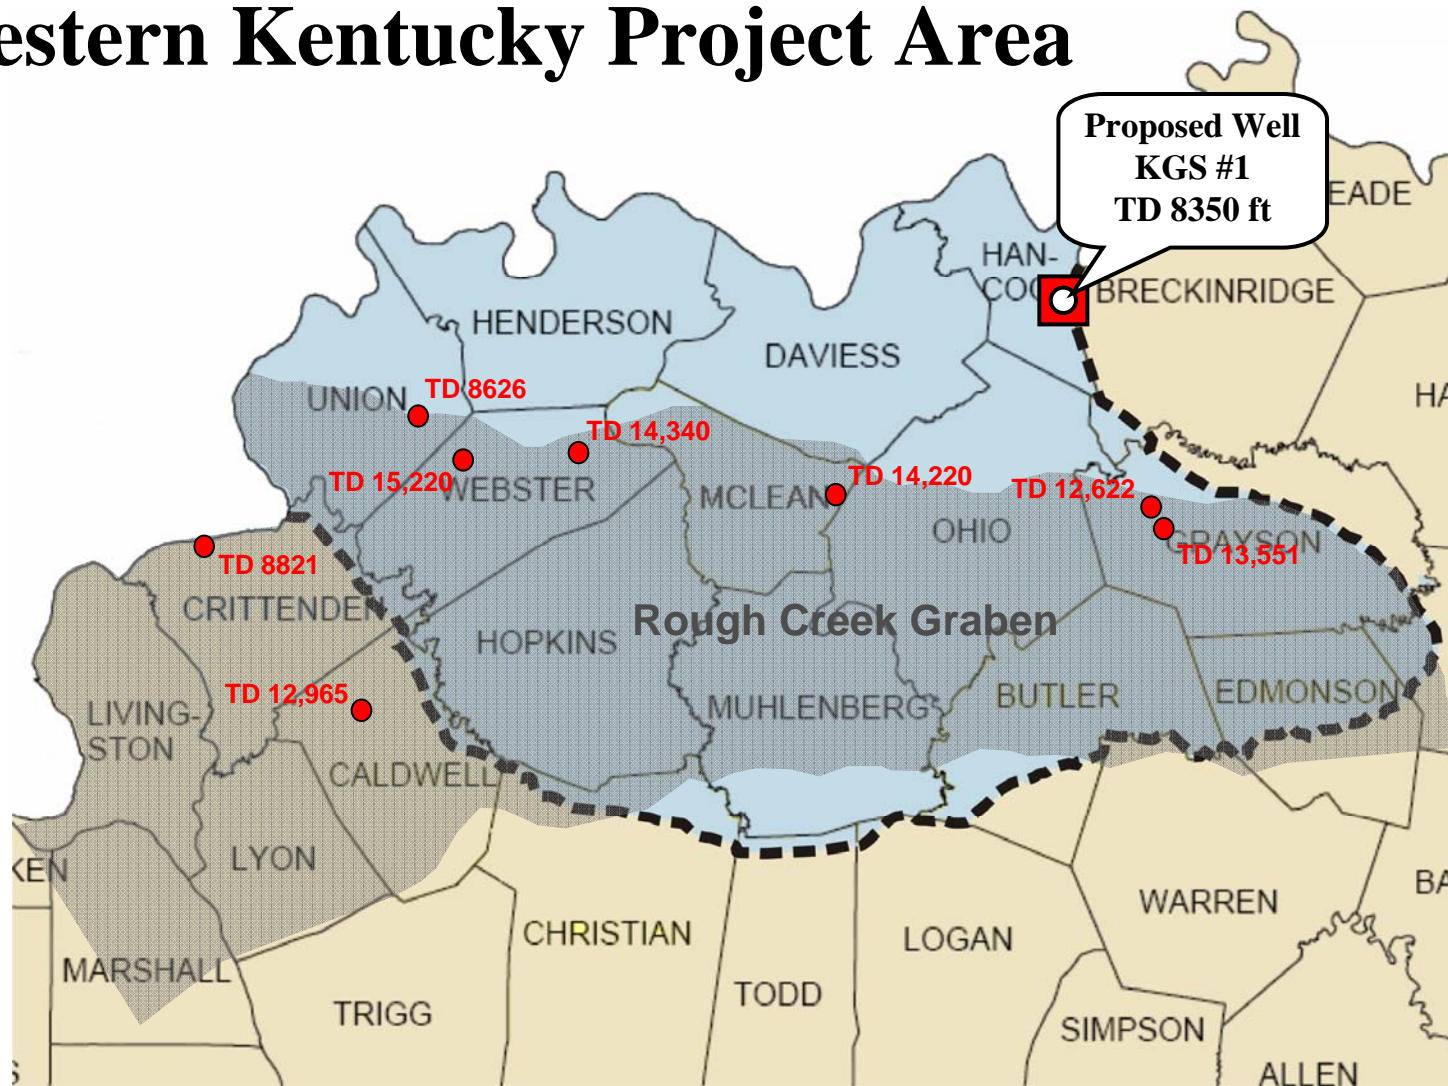 estern Kentucky Project Area
Proposed Well
KGS #1
TD 8350 ft
EADE
HAN-
COO
BRECKINRIDGE
HENDERSON
DAVIESS
UNION
TD 8626
HA
TD 14,340
TD 15,220
WEBSTER
MCLEAN
TD 14,220
TD 12,622
OHIO
GRAYSON
TD 13,551
TD 8821
CRITTENDEN
Rough Creek Graben
HOPKINS
TD 12,965
LIVING-
STON
MUHLENBERG
BUTLER
EDMONSON
CALDWELL
LYON
KEN
BA
WARREN
CHRISTIAN
LOGAN
MARSHALL
TODD
TRIGG
SIMPSON
ALLEN
S